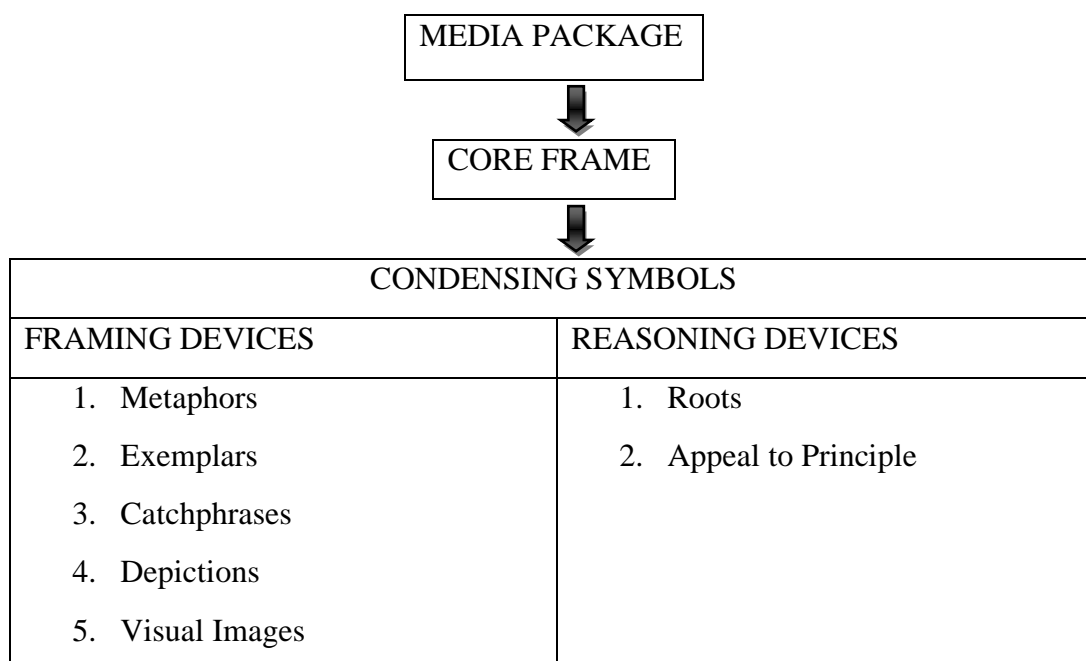 MEDIA PACKAGE
CORE FRAME
CONDENSING SYMBOLS
FRAMING DEVICES
1. Metaphors
2. Exemplars
3. Catchphrases
4. Depictions
5. Visual Images
REASONING DEVICES
1. Roots
2. Appeal to Principle